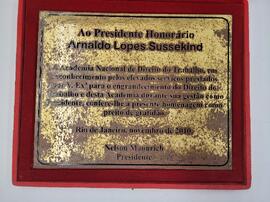 Ao Presidente Honorário
Arnaldo Lopes Sussekind
A Academia Nacional de Direito do Trabalho, em
reconhecimento pelos elevados serviços prestados
por V. Exª para o engrandecimento do Direito do
Trabalho e desta Academia durante sua gestão como
Presidente, confere-lhe a presente homenagem como
preito de gratidão.
Rio de Janeiro, novembro de 2010.
Nelson Mannrich
Presidente